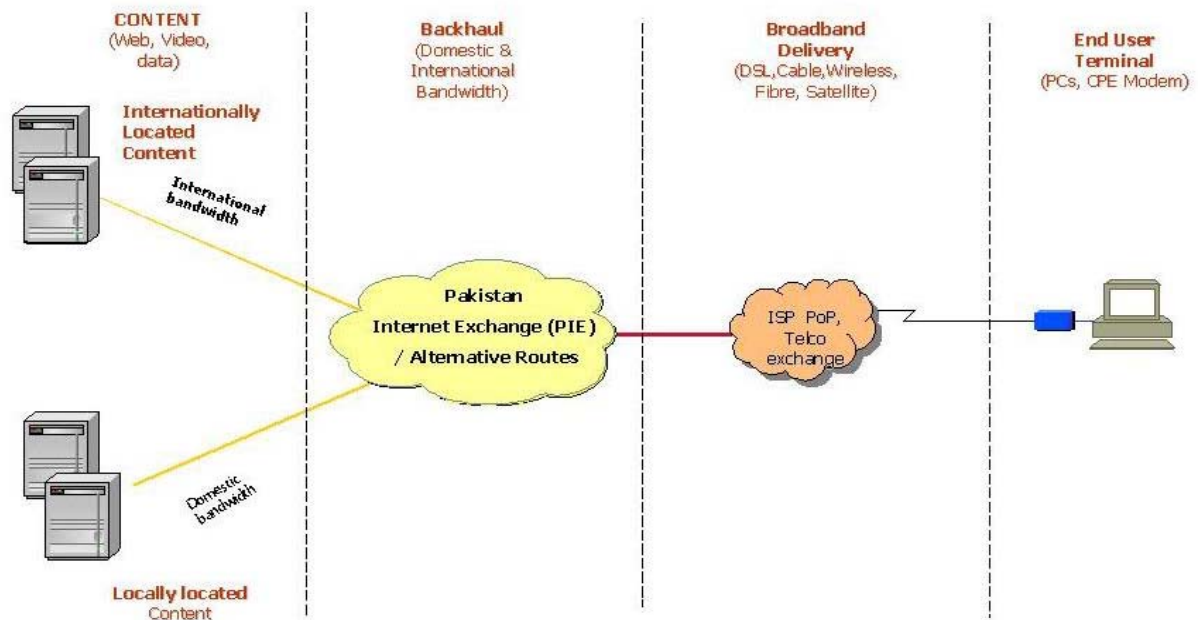 CONTENT
(Web, Video,
data)
Backhaul
(Domestic &
International
Bandwidth)
Broadband
Delivery
(DSL,Cable,Wireless,
Fibre, Satellite)
End User
Terminal
(PCs, CPE Modem)
Internationally
Located
Content
International
bandwidth
Pakistan
Internet Exchange (PIE)
/ Alternative Routes
ISP PoP,
Telco
exchange
Domestic
bandwidth
Locally located
Content